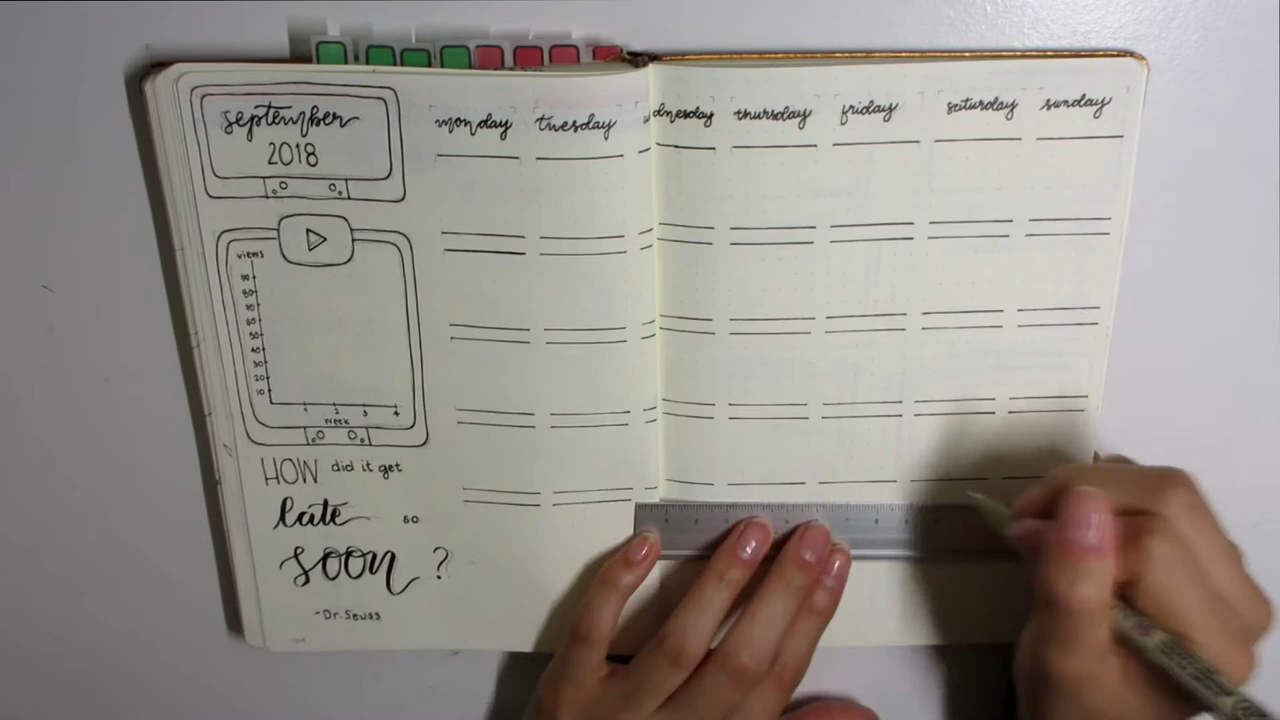 september
2018
monday tuesday wednesday thursday friday saturday sunday
views
90
80
70
60
50
40
30
20
10
1 2 3 4
Week
HOW did it get
late so
soon?
-Dr. Seuss